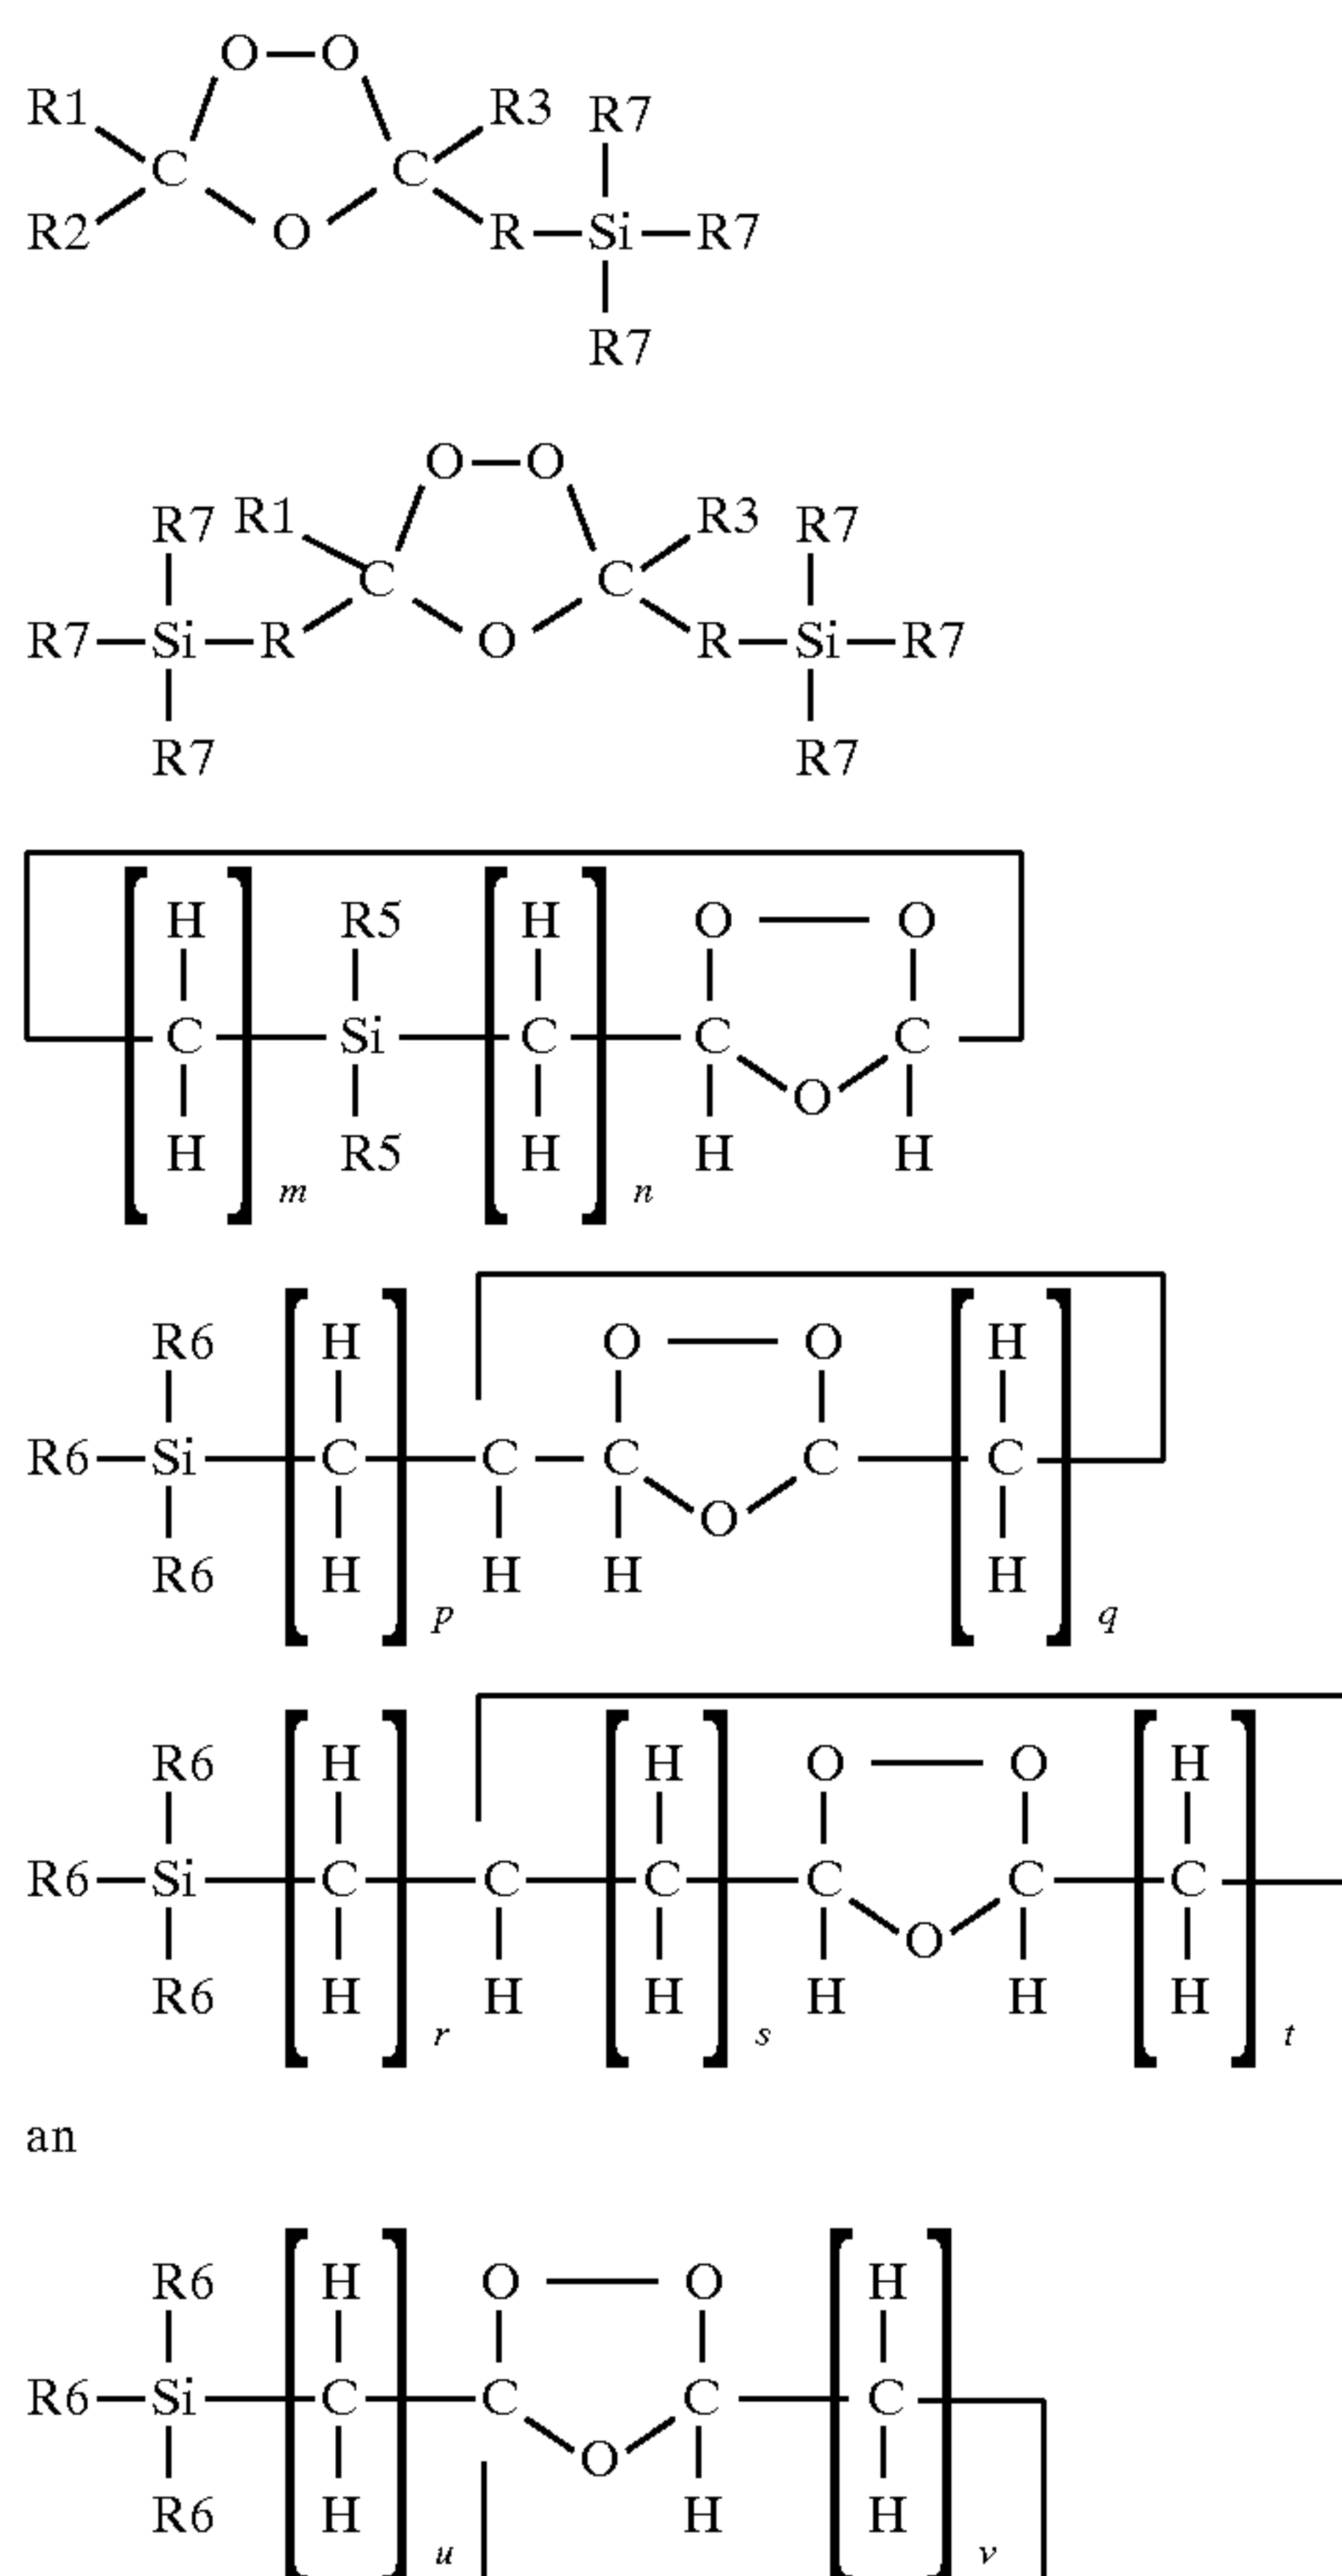 O O
R1 R3 R7
C C
R2 O R Si R7
R7
O O
R7 R1 R3 R7
C C
R7 Si R O R Si R7
R7 R7
H R5 H O O
C Si C C C
O
H R5 H H H
m n
R6 H O O H
R6 Si C C C C C
O
R6 H H H H
p q
R6 H H O O H
R6 Si C C C C C C
O
R6 H H H H H H
r s t
an
R6 H O O H
R6 Si C C C C
O
R6 H H H
u v